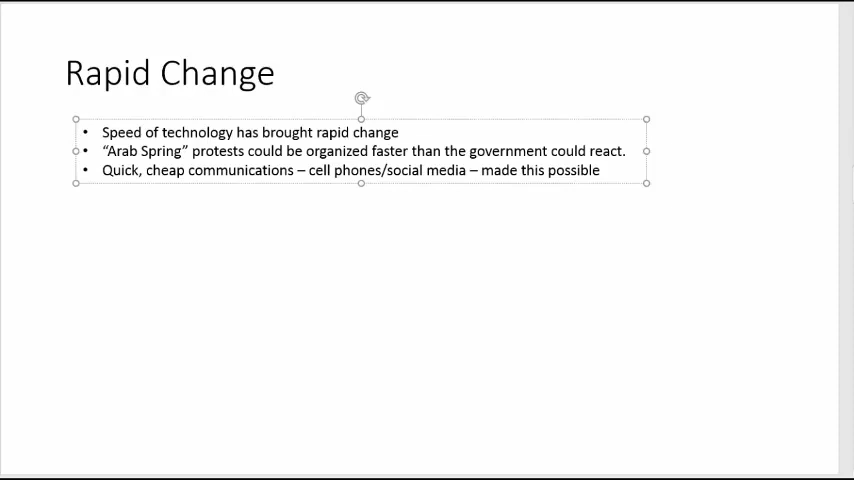 Rapid Change
• Speed of technology has brought rapid change
• “Arab Spring” protests could be organized faster than the government could react.
• Quick, cheap communications – cell phones/social media – made this possible